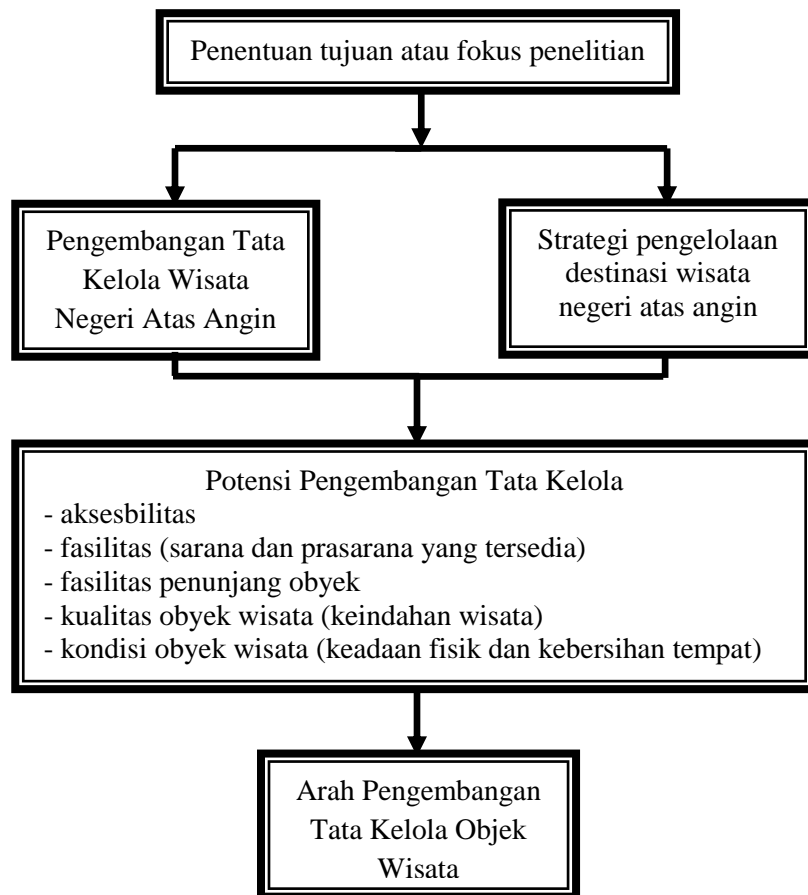 Penentuan tujuan atau fokus penelitian
Pengembangan Tata
Kelola Wisata
Negeri Atas Angin
Strategi pengelolaan
destinasi wisata
negeri atas angin
Potensi Pengembangan Tata Kelola
- aksesbilitas
- fasilitas (sarana dan prasarana yang tersedia)
- fasilitas penunjang obyek
- kualitas obyek wisata (keindahan wisata)
- kondisi obyek wisata (keadaan fisik dan kebersihan tempat)
Arah Pengembangan
Tata Kelola Objek
Wisata